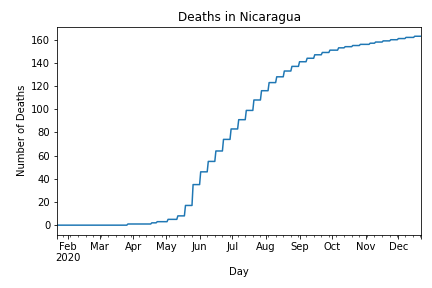 Deaths in Nicaragua
Number of Deaths
160
140
120
100
80
60
40
20
0
Feb Mar Apr May Jun Jul Aug Sep Oct Nov Dec
2020
Day